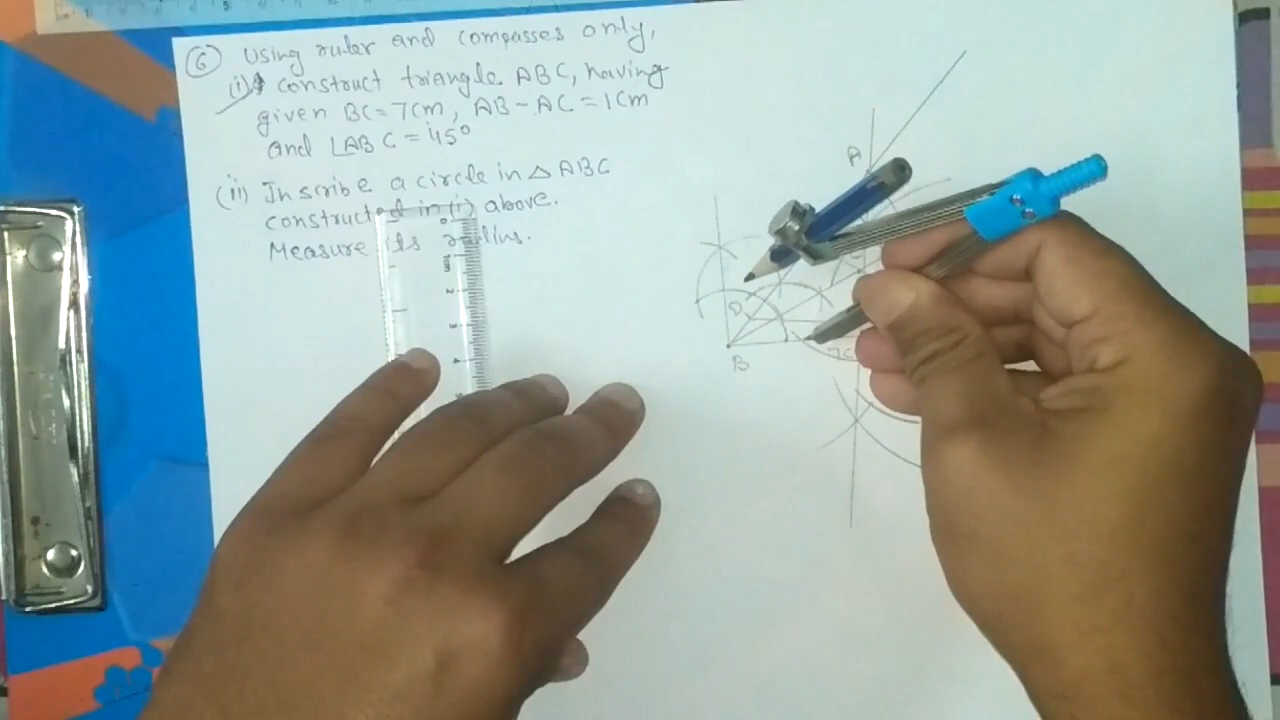 6 Using ruler and compasses only,
(i) construct triangle ABC, having
given BC = 7cm, AB - AC = 1cm
and ∠ABC = 45°
(ii) Inscribe a circle in △ ABC
constructed in (i) above.
Measure its radius.
A
D
B
7c